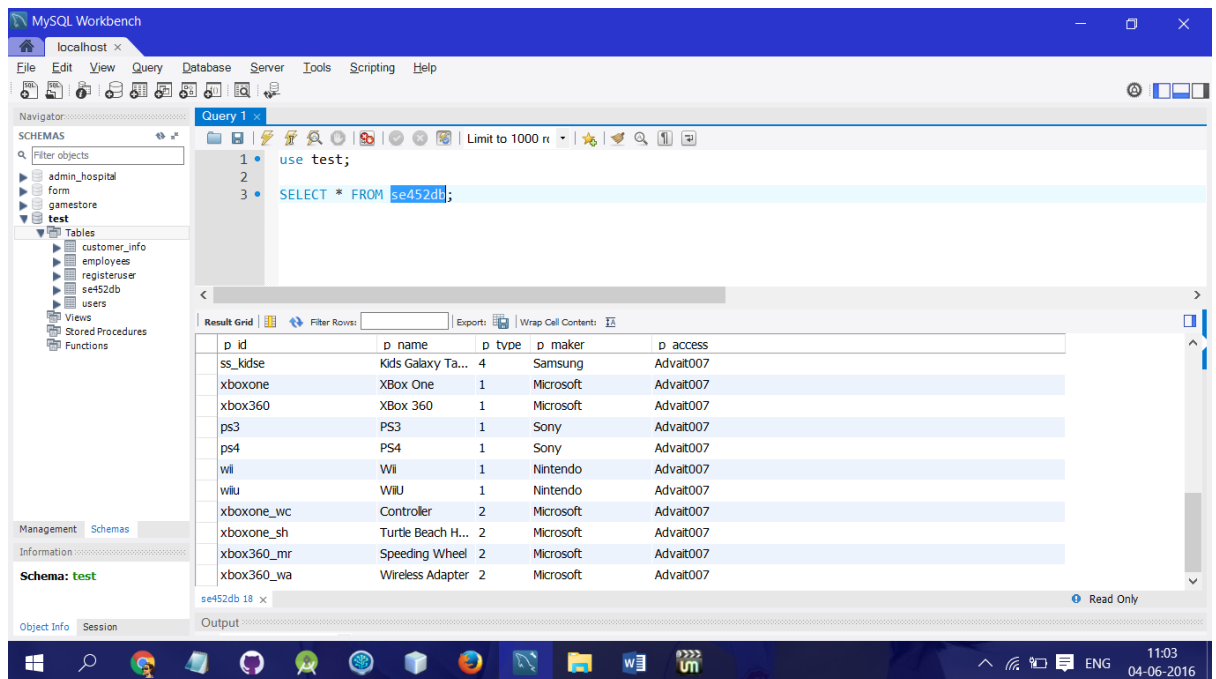 MySQL Workbench
localhost ×
File Edit View Query Database Server Tools Scripting Help
Navigator
SCHEMAS
Filter objects
admin_hospital
form
gamestore
test
Tables
customer_info
employees
registeruser
se452db
users
Views
Stored Procedures
Functions
Management Schemas
Information
Schema: test
Object Info Session
Query 1 ×
Limit to 1000 rc
1 use test;
2
3 SELECT * FROM se452db;
Result Grid Filter Rows: Export: Wrap Cell Content:
p_id p_name p_type p_maker p_access
ss_kidse Kids Galaxy Ta... 4 Samsung Advait007
xboxone XBox One 1 Microsoft Advait007
xbox360 XBox 360 1 Microsoft Advait007
ps3 PS3 1 Sony Advait007
ps4 PS4 1 Sony Advait007
wii Wii 1 Nintendo Advait007
wiiu WiiU 1 Nintendo Advait007
xboxone_wc Controller 2 Microsoft Advait007
xboxone_sh Turtle Beach H... 2 Microsoft Advait007
xbox360_mr Speeding Wheel 2 Microsoft Advait007
xbox360_wa Wireless Adapter 2 Microsoft Advait007
se452db 18 × Read Only
Output
ENG 11:03
04-06-2016